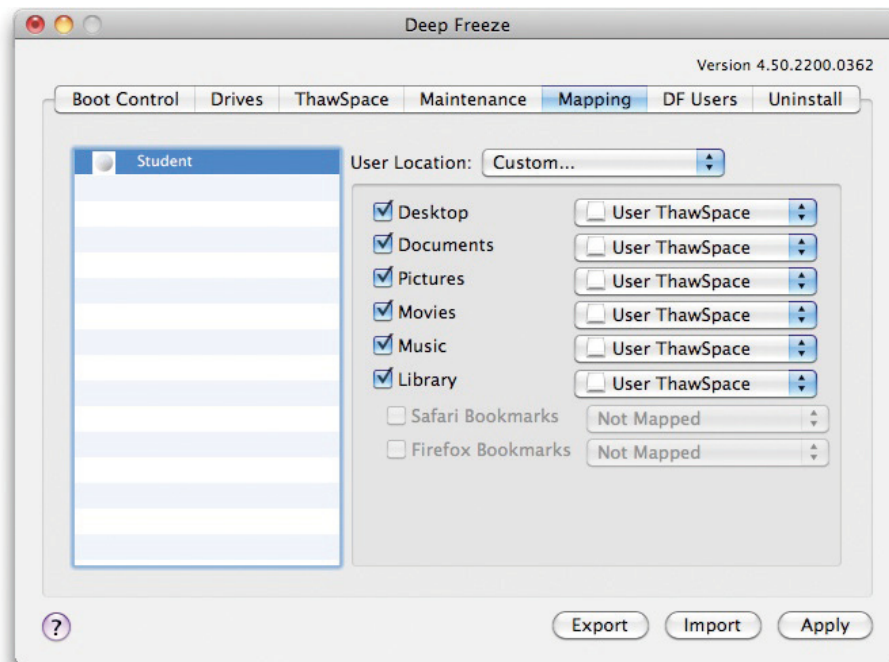 Deep Freeze
Version 4.50.2200.0362
Boot Control Drives ThawSpace Maintenance Mapping DF Users Uninstall
Student
User Location: Custom...
Desktop User ThawSpace
Documents User ThawSpace
Pictures User ThawSpace
Movies User ThawSpace
Music User ThawSpace
Library User ThawSpace
Safari Bookmarks Not Mapped
Firefox Bookmarks Not Mapped
? Export Import Apply